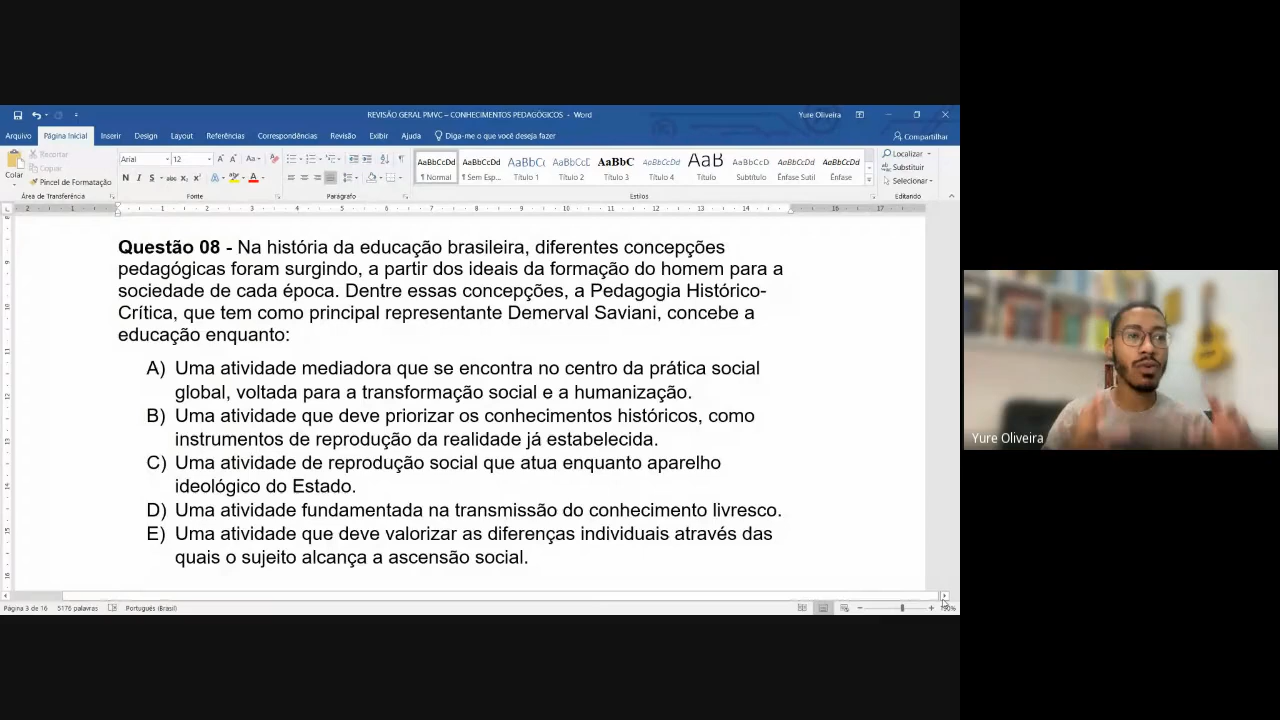 REVISÃO GERAL PMVC – CONHECIMENTOS PEDAGÓGICOS - Word
Yure Oliveira
Arquivo Página Inicial Inserir Design Layout Referências Correspondências Revisão Exibir Ajuda Diga-me o que você deseja fazer
Compartilhar
Colar
Recortar
Copiar
Pincel de Formatação
Área de Transferência
Arial 12
N I S abc x₂ x²
Fonte
Parágrafo
AaBbCcDd AaBbCcDd AaBbCc AaBbCcC AaBbC AaBbCcDd AaB AaBbCcD AaBbCcDd AaBbCcDd
¶ Normal ¶ Sem Esp... Título 1 Título 2 Título 3 Título 4 Título Subtítulo Ênfase Sutil Ênfase
Estilos
Localizar
Substituir
Selecionar
Editando
Questão 08 - Na história da educação brasileira, diferentes concepções
pedagógicas foram surgindo, a partir dos ideais da formação do homem para a
sociedade de cada época. Dentre essas concepções, a Pedagogia Histórico-
Crítica, que tem como principal representante Demerval Saviani, concebe a
educação enquanto:
A) Uma atividade mediadora que se encontra no centro da prática social
global, voltada para a transformação social e a humanização.
B) Uma atividade que deve priorizar os conhecimentos históricos, como
instrumentos de reprodução da realidade já estabelecida.
C) Uma atividade de reprodução social que atua enquanto aparelho
ideológico do Estado.
D) Uma atividade fundamentada na transmissão do conhecimento livresco.
E) Uma atividade que deve valorizar as diferenças individuais através das
quais o sujeito alcança a ascensão social.
Página 3 de 16 5176 palavras Português (Brasil)
Yure Oliveira